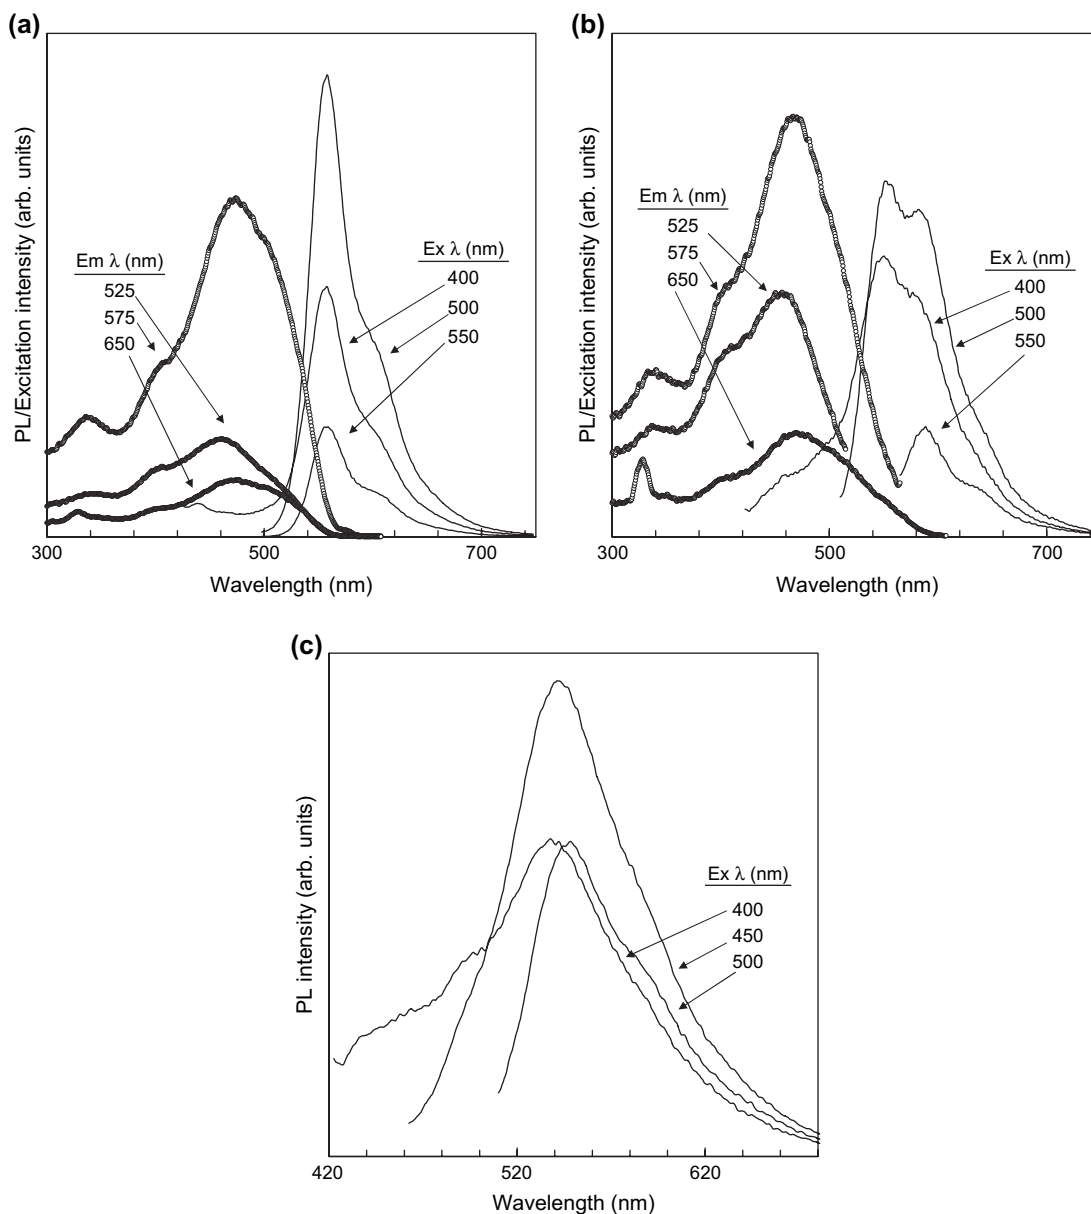 (a)
PL/Excitation intensity (arb. units)
Em λ (nm)
525
575
650
Ex λ (nm)
400
500
550
300
500
700
Wavelength (nm)
(b)
PL/Excitation intensity (arb. units)
Em λ (nm)
525
575
650
Ex λ (nm)
400
500
550
300
500
700
Wavelength (nm)
(c)
PL intensity (arb. units)
Ex λ (nm)
400
450
500
420
520
620
Wavelength (nm)